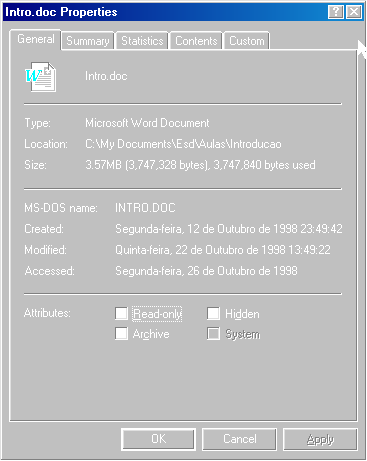 Intro.doc Properties
General Summary Statistics Contents Custom
W
Intro.doc
Type: Microsoft Word Document
Location: C:\My Documents\Esd\Aulas\Introducao
Size: 3.57MB (3,747,328 bytes), 3,747,840 bytes used
MS-DOS name: INTRO.DOC
Created: Segunda-feira, 12 de Outubro de 1998 23:49:42
Modified: Quinta-feira, 22 de Outubro de 1998 13:49:22
Accessed: Segunda-feira, 26 de Outubro de 1998
Attributes: Read-only Hidden
Archive System
OK Cancel Apply